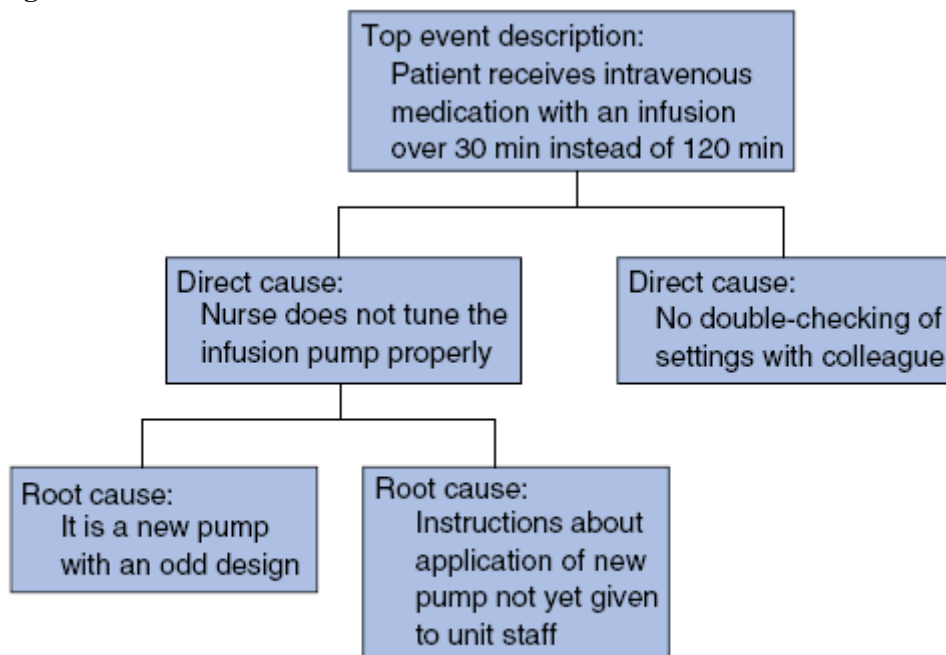 Top event description:
Patient receives intravenous
medication with an infusion
over 30 min instead of 120 min
Direct cause:
Nurse does not tune the
infusion pump properly
Direct cause:
No double-checking of
settings with colleague
Root cause:
It is a new pump
with an odd design
Root cause:
Instructions about
application of new
pump not yet given
to unit staff